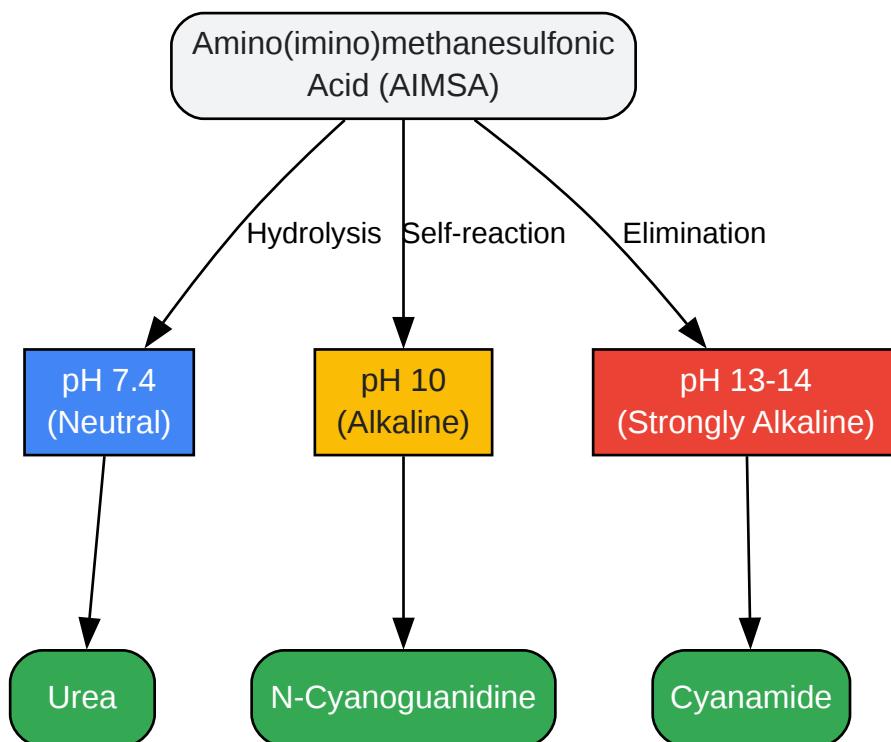 Amino(imino)methanesulfonic
Acid (AIMSA)
Hydrolysis
Self-reaction
Elimination
pH 7.4
(Neutral)
pH 10
(Alkaline)
pH 13-14
(Strongly Alkaline)
Urea
N-Cyanoguanidine
Cyanamide